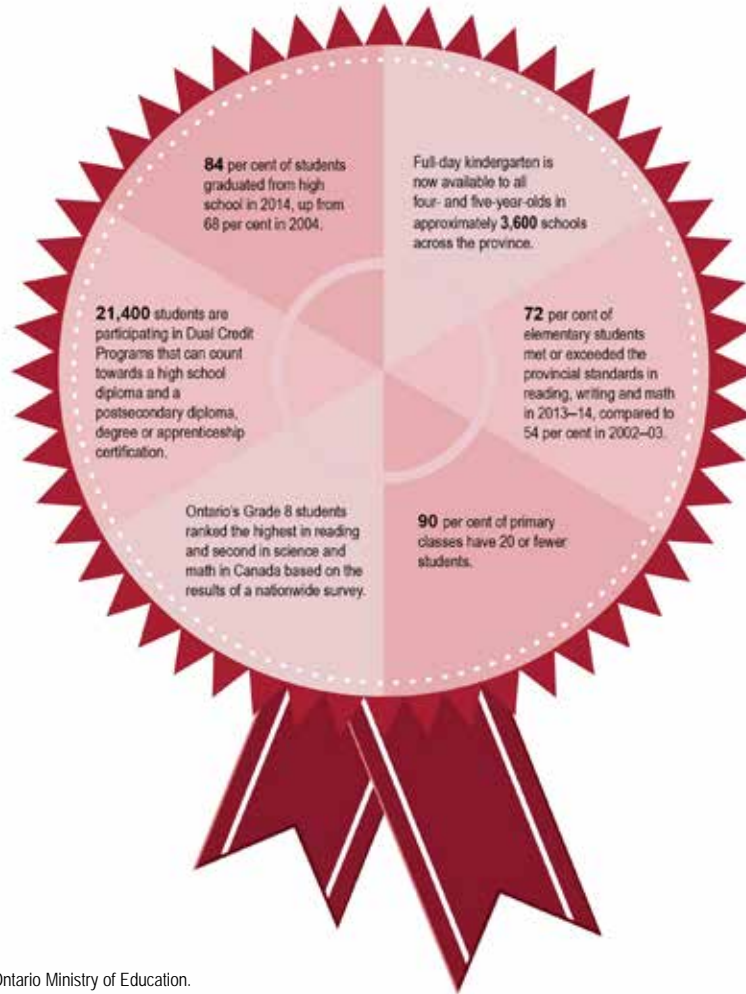 84 per cent of students
graduated from high
school in 2014, up from
68 per cent in 2004.
Full-day kindergarten is
now available to all
four- and five-year-olds in
approximately 3,600 schools
across the province.
21,400 students are
participating in Dual Credit
Programs that can count
towards a high school
diploma and a
postsecondary diploma,
degree or apprenticeship
certification.
72 per cent of
elementary students
met or exceeded the
provincial standards in
reading, writing and math
in 2013–14, compared to
54 per cent in 2002–03.
Ontario's Grade 8 students
ranked the highest in reading
and second in science and
math in Canada based on the
results of a nationwide survey.
90 per cent of primary
classes have 20 or fewer
students.
Ontario Ministry of Education.